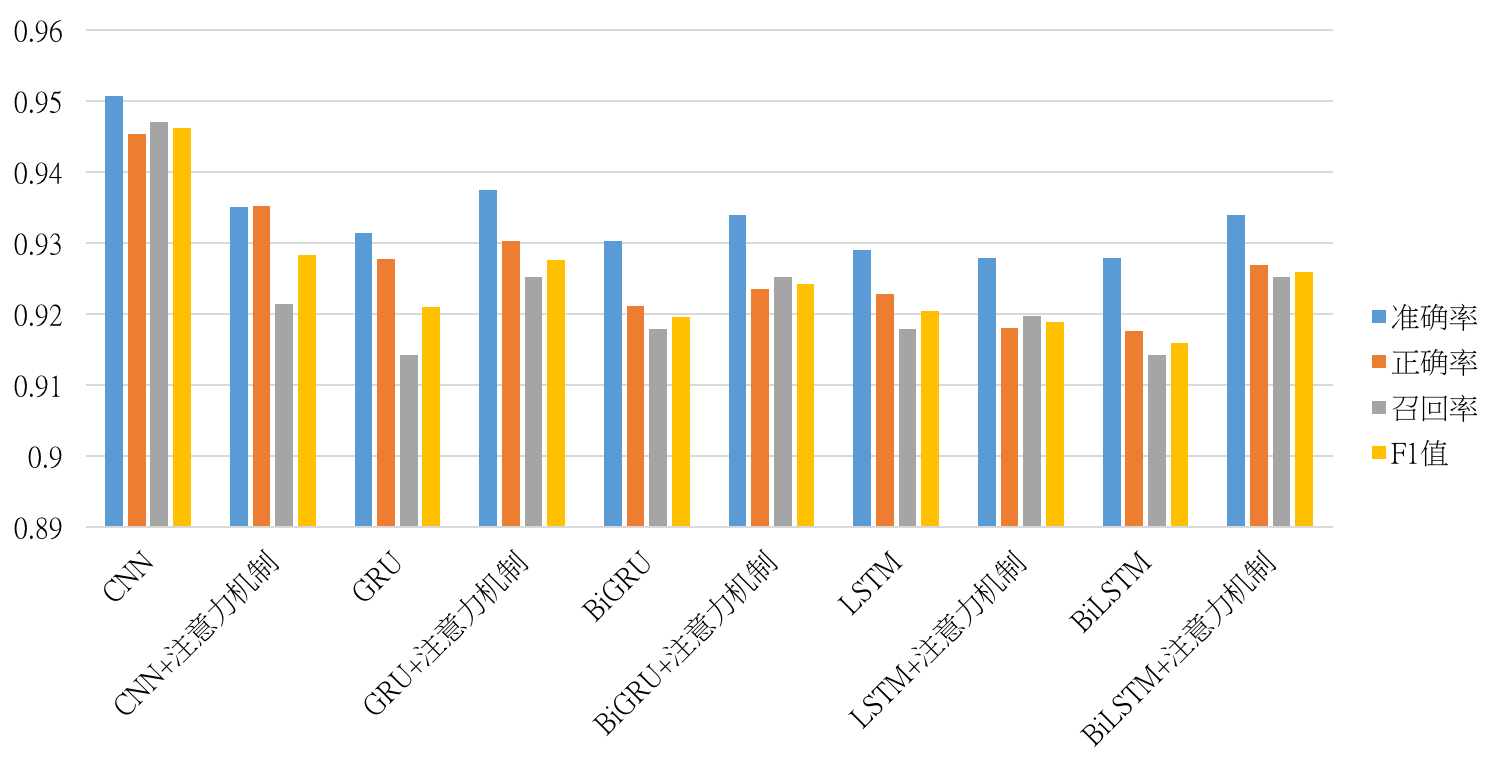 0.96
0.95
0.94
0.93
0.92
0.91
0.9
0.89
CNN
CNN+注意力机制
GRU
GRU+注意力机制
BiGRU
BiGRU+注意力机制
LSTM
LSTM+注意力机制
BiLSTM
BiLSTM+注意力机制
准确率
正确率
召回率
F1值